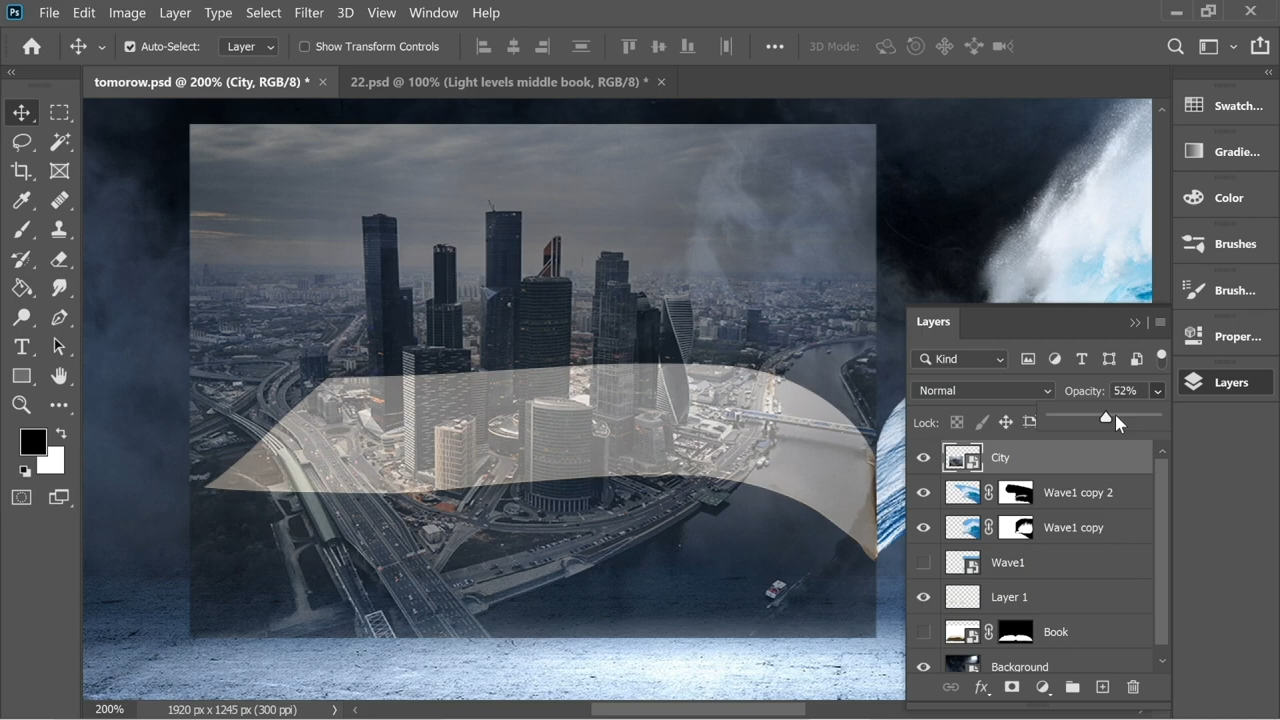 Ps File Edit Image Layer Type Select Filter 3D View Window Help
Auto-Select: Layer Show Transform Controls 3D Mode:
tomorow.psd @ 200% (City, RGB/8) * × 22.psd @ 100% (Light levels middle book, RGB/8) * ×
Swatch...
Gradie...
Color
Brushes
Brush...
Proper...
Layers
Layers
Kind
Normal Opacity: 52%
Lock:
City
Wave1 copy 2
Wave1 copy
Wave1
Layer 1
Book
Background
fx
200% 1920 px x 1245 px (300 ppi)